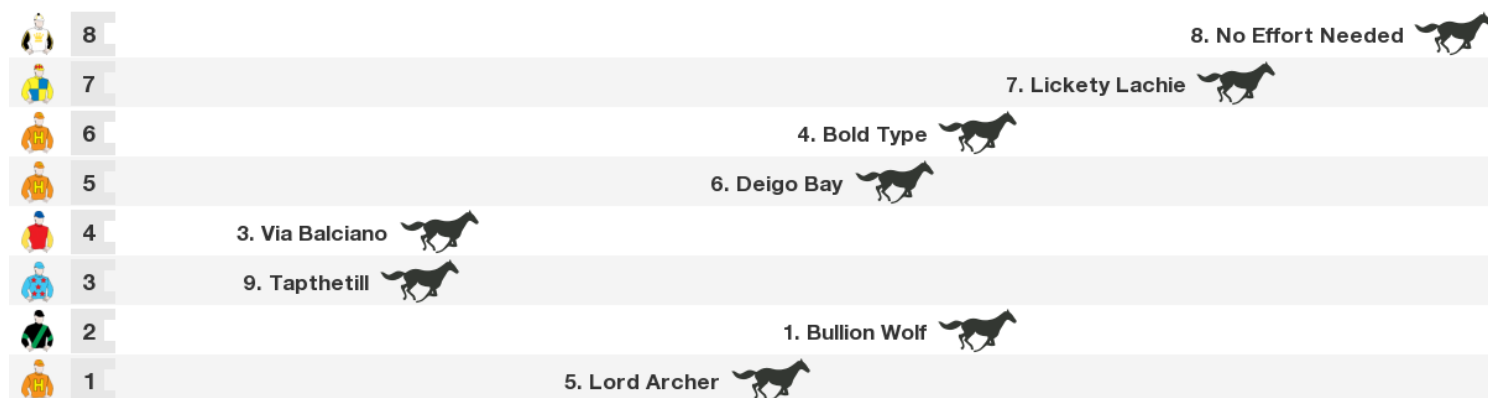 8 8. No Effort Needed
7 7. Lickety Lachie
H 6 4. Bold Type
H 5 6. Deigo Bay
4 3. Via Balciano
3 9. Tapthetill
2 1. Bullion Wolf
H 1 5. Lord Archer